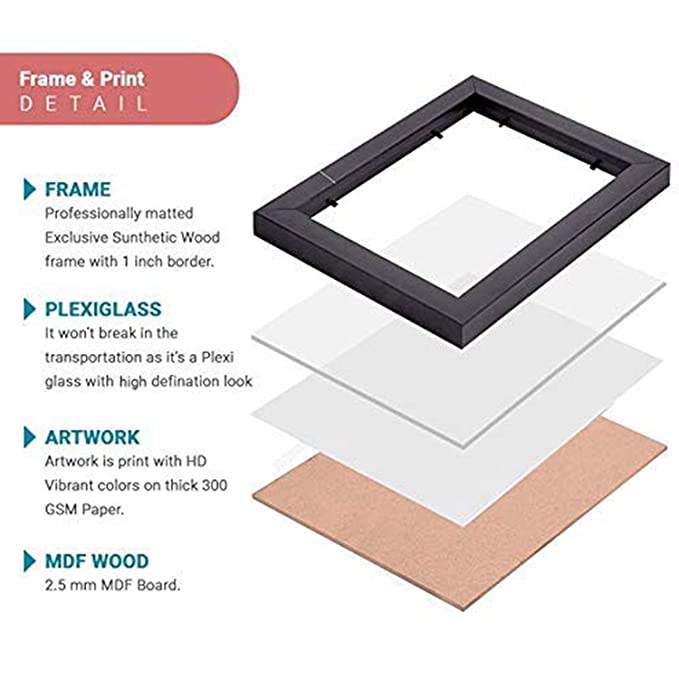 Frame & Print
DETAIL
FRAME
Professionally matted
Exclusive Sunthetic Wood
frame with 1 inch border.
PLEXIGLASS
It won't break in the
transportation as it's a Plexi
glass with high defination look
ARTWORK
Artwork is print with HD
Vibrant colors on thick 300
GSM Paper.
MDF WOOD
2.5 mm MDF Board.